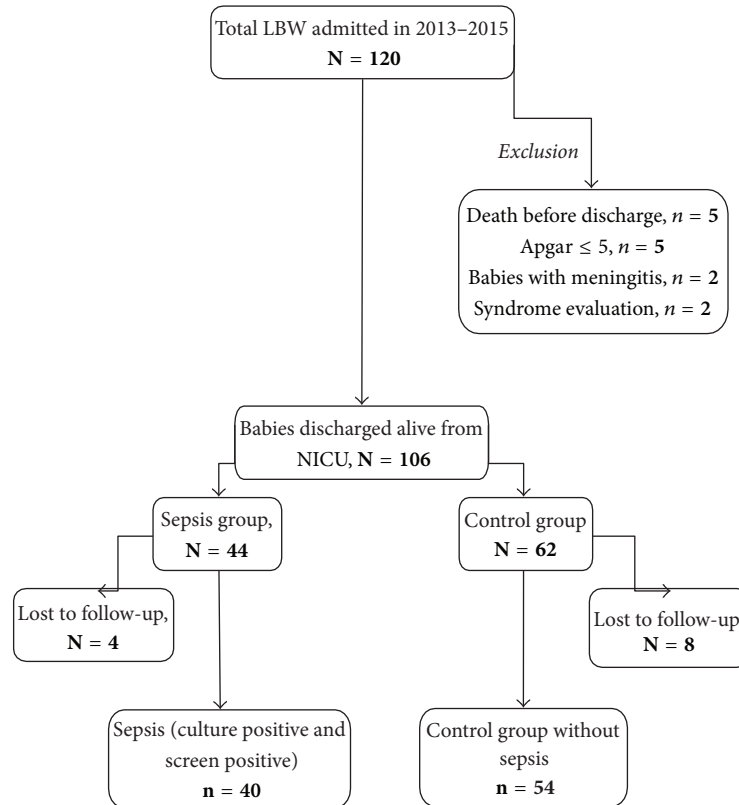 Total LBW admitted in 2013–2015
N = 120
Exclusion
Death before discharge, n = 5
Apgar ≤ 5, n = 5
Babies with meningitis, n = 2
Syndrome evaluation, n = 2
Babies discharged alive from
NICU, N = 106
Sepsis group,
N = 44
Control group
N = 62
Lost to follow-up,
N = 4
Lost to follow-up
N = 8
Sepsis (culture positive and
screen positive)
n = 40
Control group without
sepsis
n = 54